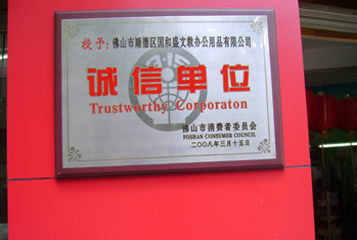 授予：佛山市顺德区国和盛文教办公用品有限公司
诚信单位
Trustworthy Corporaton
佛山市消费者委员会
FOSHAN CONSUMER COUNCIL
二〇〇八年三月十五日